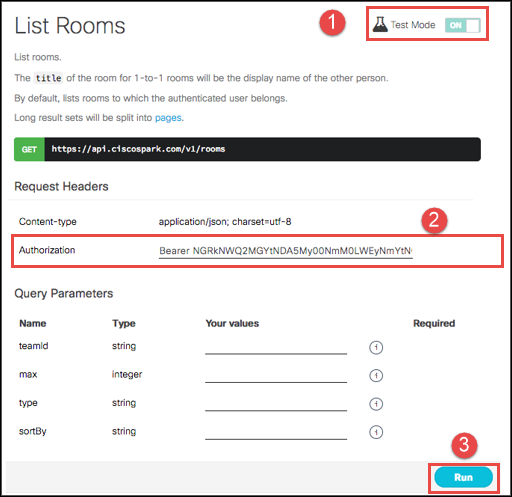 List Rooms
1
Test Mode ON
List rooms.
The title of the room for 1-to-1 rooms will be the display name of the other person.
By default, lists rooms to which the authenticated user belongs.
Long result sets will be split into pages.
GET https://api.ciscospark.com/v1/rooms
Request Headers
2
Content-type application/json; charset=utf-8
Authorization Bearer NGRkNWQ2MGYtNDA5My00NmM0LWEyNmYtN
Query Parameters
Name Type Your values Required
teamId string i
max integer i
type string i
sortBy string i
3
Run